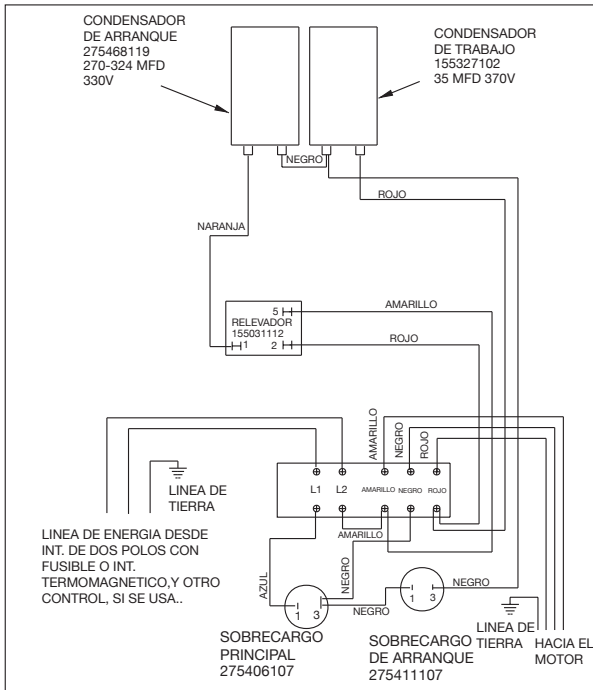 CONDENSADOR
DE ARRANQUE
275468119
270-324 MFD
330V
CONDENSADOR
DE TRABAJO
155327102
35 MFD 370V
NEGRO
ROJO
NARANJA
5
RELEVADOR
155031112
1 2
AMARILLO
ROJO
AMARILLO
NEGRO
ROJO
LINEA DE
TIERRA
L1 L2 AMARILLO NEGRO ROJO
LINEA DE ENERGIA DESDE
INT. DE DOS POLOS CON
FUSIBLE O INT.
TERMOMAGNETICO,Y OTRO
CONTROL, SI SE USA..
AMARILLO
AZUL
NEGRO
NEGRO
NEGRO
1 3
1 3
SOBRECARGO
PRINCIPAL
275406107
SOBRECARGO
DE ARRANQUE
275411107
LINEA DE
TIERRA
HACIA EL
MOTOR